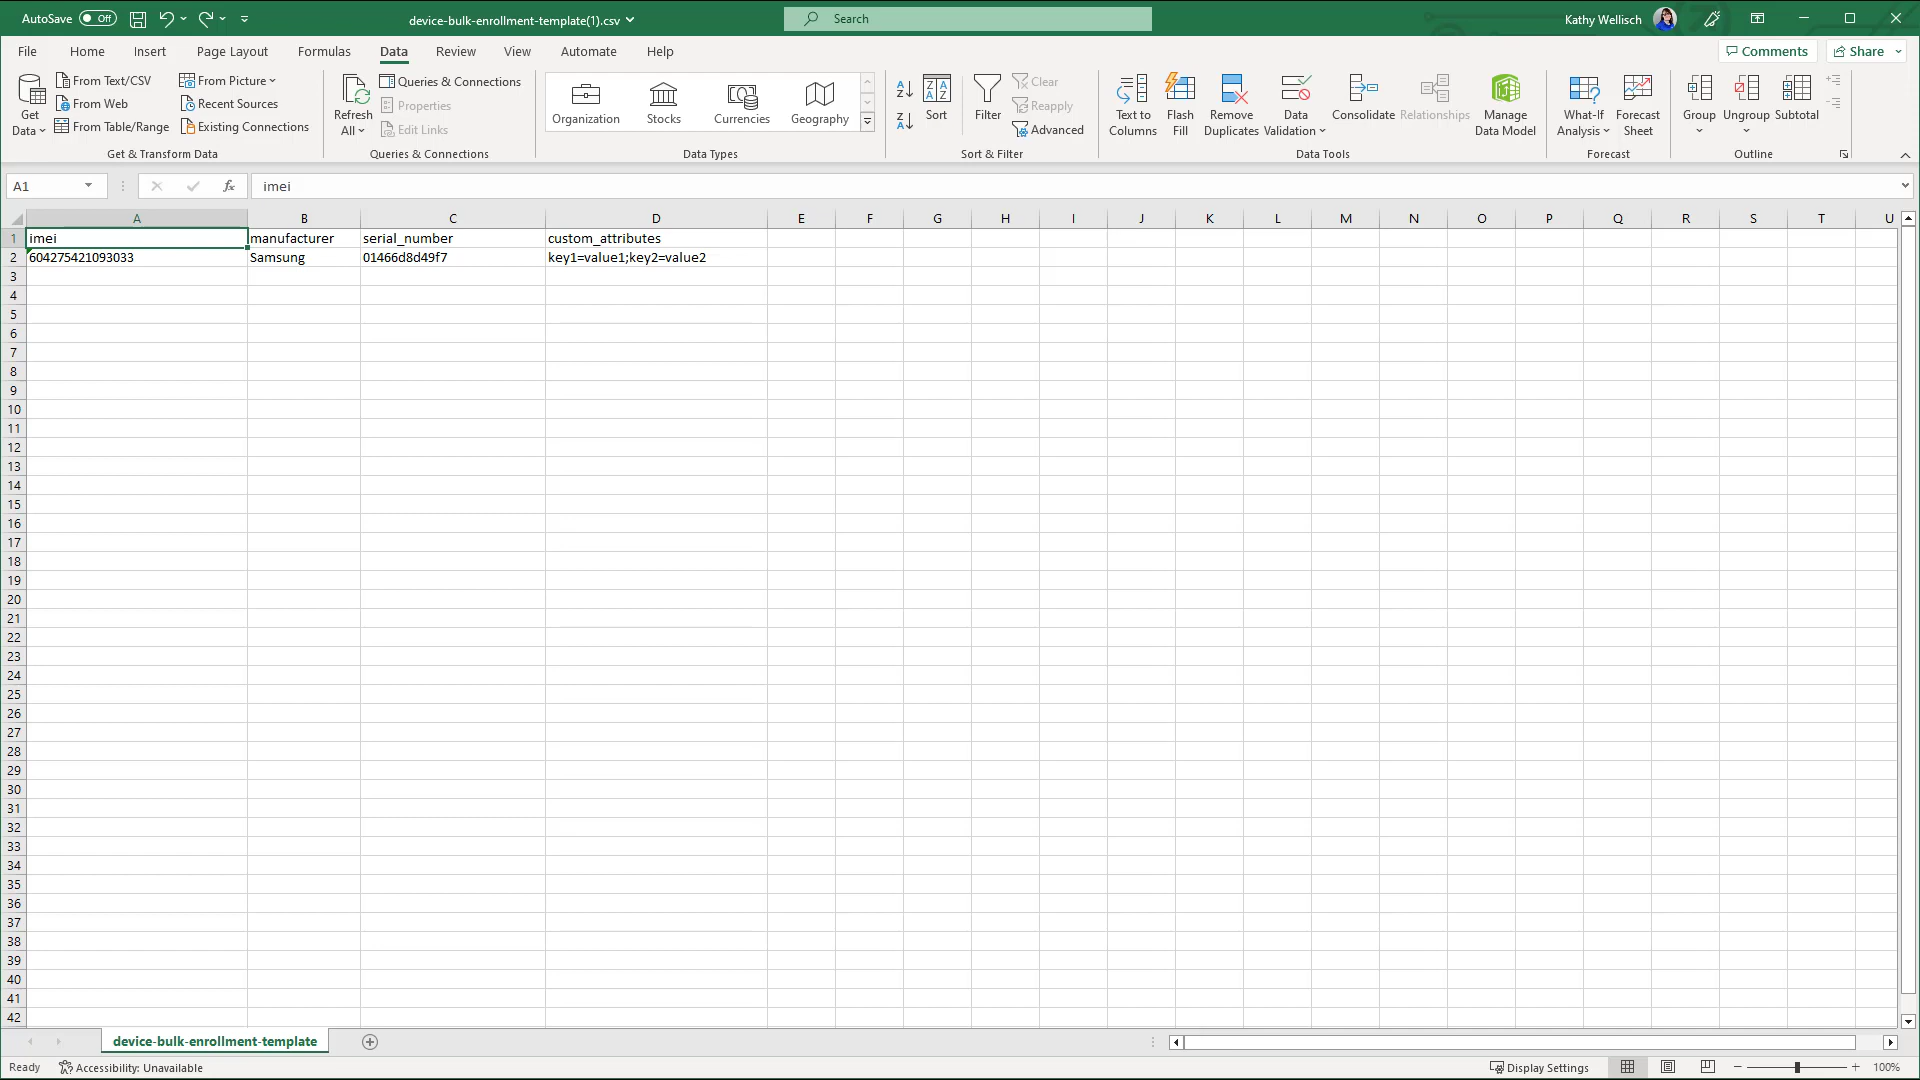 AutoSave Off device-bulk-enrollment-template(1).csv Search Kathy Wellisch
File Home Insert Page Layout Formulas Data Review View Automate Help Comments Share
Get Data
From Text/CSV
From Web
From Table/Range
From Picture
Recent Sources
Existing Connections
Get & Transform Data
Refresh All
Queries & Connections
Properties
Edit Links
Queries & Connections
Organization Stocks Currencies Geography
Data Types
Sort
Filter
Clear
Reapply
Advanced
Sort & Filter
Text to Columns
Flash Fill
Remove Duplicates
Data Validation
Consolidate
Relationships
Manage Data Model
Data Tools
What-If Analysis
Forecast Sheet
Forecast
Group
Ungroup
Subtotal
Outline
A1 fx imei
A B C D E F G H I J K L M N O P Q R S T U
1 imei manufacturer serial_number custom_attributes
2 604275421093033 Samsung 01466d8d49f7 key1=value1;key2=value2
3
4
5
6
7
8
9
10
11
12
13
14
15
16
17
18
19
20
21
22
23
24
25
26
27
28
29
30
31
32
33
34
35
36
37
38
39
40
41
42
device-bulk-enrollment-template
Ready Accessibility: Unavailable Display Settings 100%